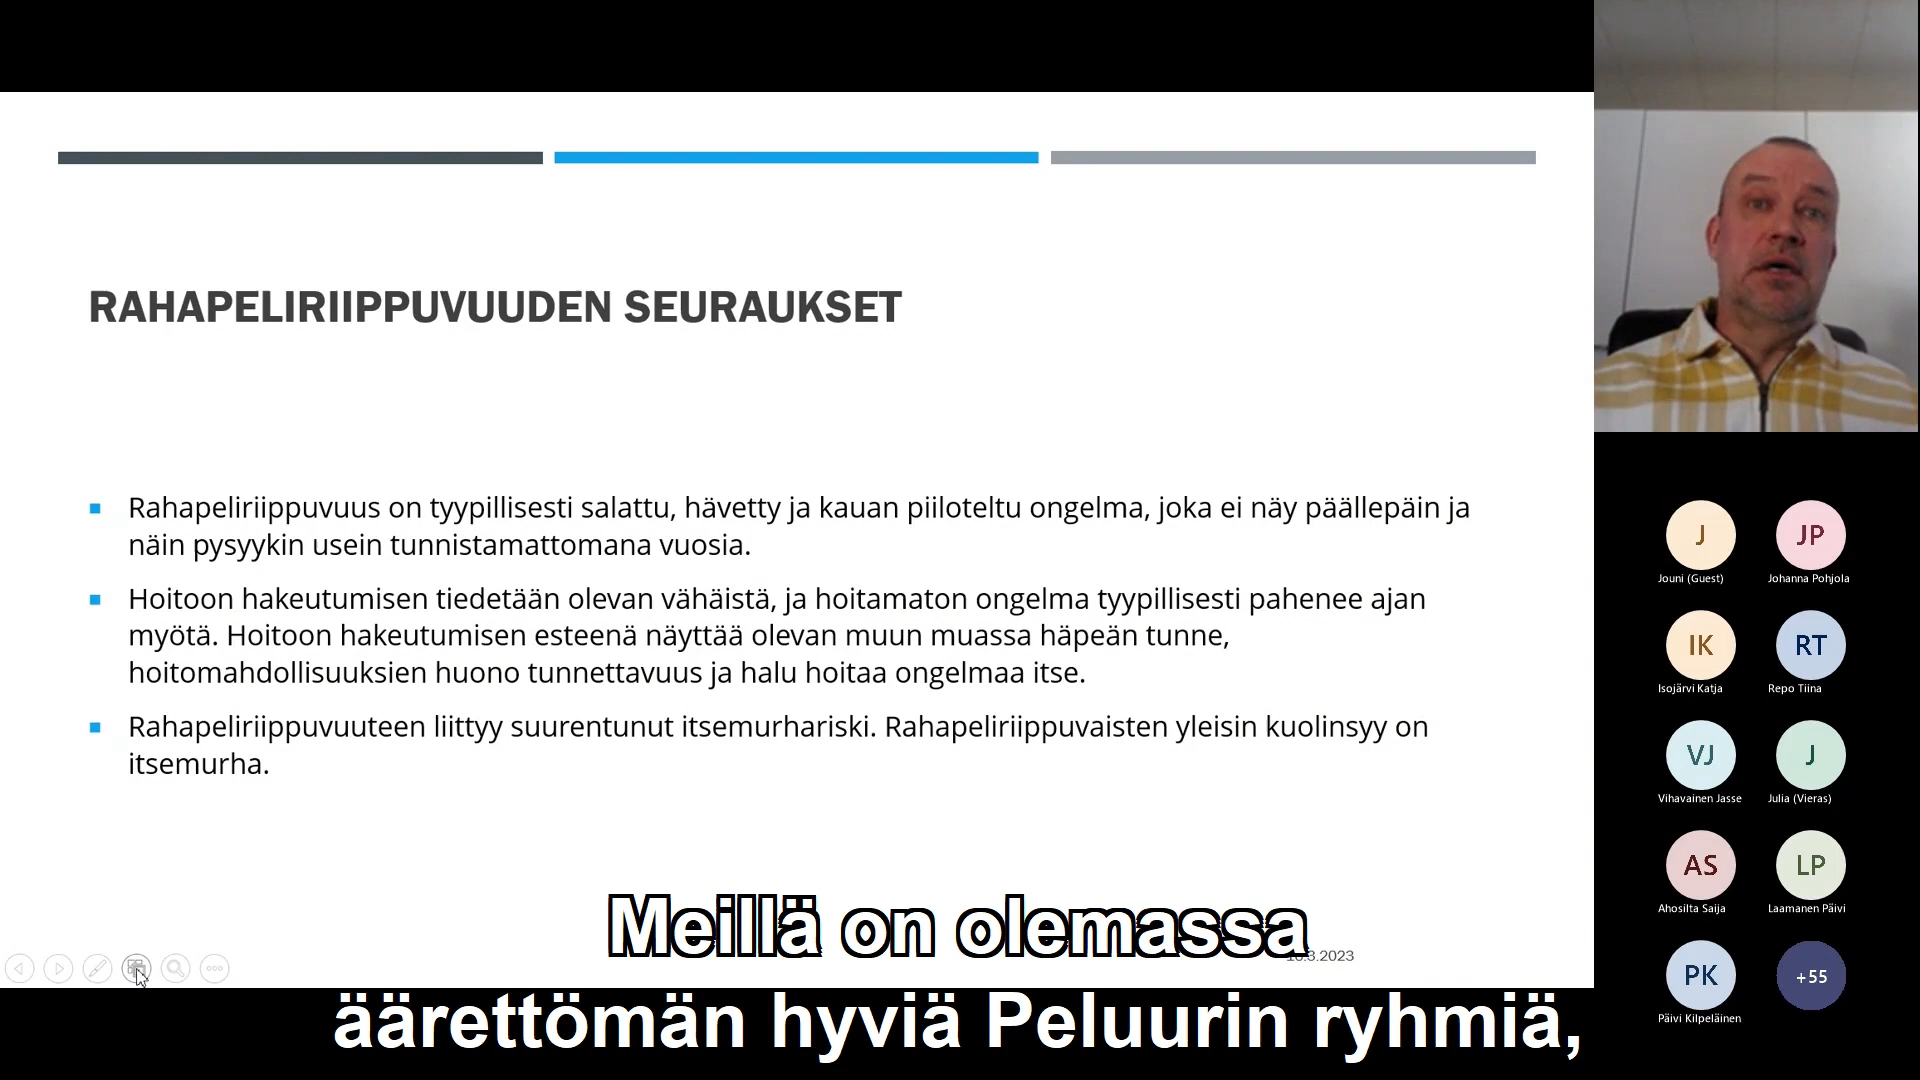 RAHAPELIRIIPPUVUUDEN SEURAUKSET
Rahapeliriippuvuus on tyypillisesti salattu, hävetty ja kauan piiloteltu ongelma, joka ei näy päällepäin ja
näin pysyykin usein tunnistamattomana vuosia.
Hoitoon hakeutumisen tiedetään olevan vähäistä, ja hoitamaton ongelma tyypillisesti pahenee ajan
myötä. Hoitoon hakeutumisen esteenä näyttää olevan muun muassa häpeän tunne,
hoitomahdollisuuksien huono tunnettavuus ja halu hoitaa ongelmaa itse.
Rahapeliriippuvuuteen liittyy suurentunut itsemurhariski. Rahapeliriippuvaisten yleisin kuolinsyy on
itsemurha.
Meillä on olemassa
äärettömän hyviä Peluurin ryhmiä,
J
Jouni (Guest)
JP
Johanna Pohjola
IK
Isojärvi Katja
RT
Repo Tiina
VJ
Vihavainen Jasse
J
Julia (Vieras)
AS
Ahosilta Saija
LP
Laamanen Päivi
PK
Päivi Kilpeläinen
+55